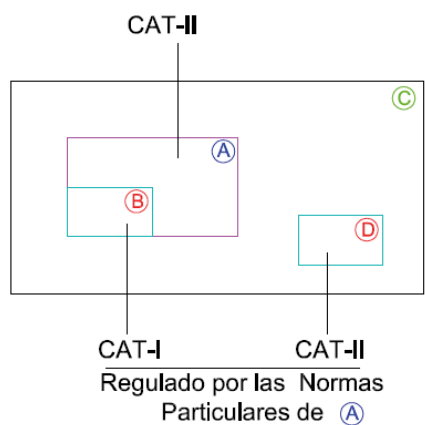 CAT-II
C
A
B
D
CAT-I CAT-II
Regulado por las Normas
Particulares de A